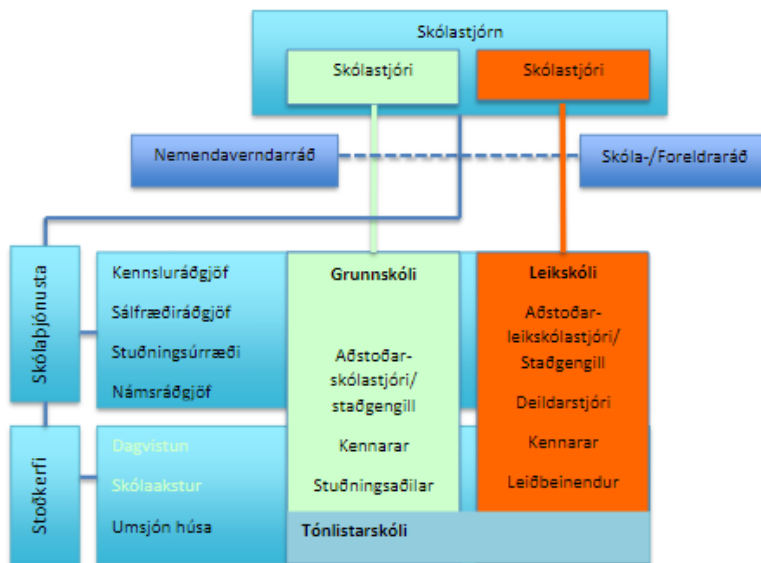 Skólastjórn
Skólastjóri
Skólastjóri
Nemendaverndarráð
Skóla-/Foreldraráð
Skólaþjónusta
Kennsluráðgjöf
Sálfræðiráðgjöf
Stuðningsúrræði
Námsráðgjöf
Grunnskóli
Aðstoðar-
skólastjóri/
staðgengill
Kennarar
Stuðningsaðilar
Leikskóli
Aðstoðar-
leikskólastjóri/
Staðgengill
Deildarstjóri
Kennarar
Leiðbeinendur
Stoðkerfi
Dagvistun
Skólaakstur
Umsjón húsa
Tónlistarskóli